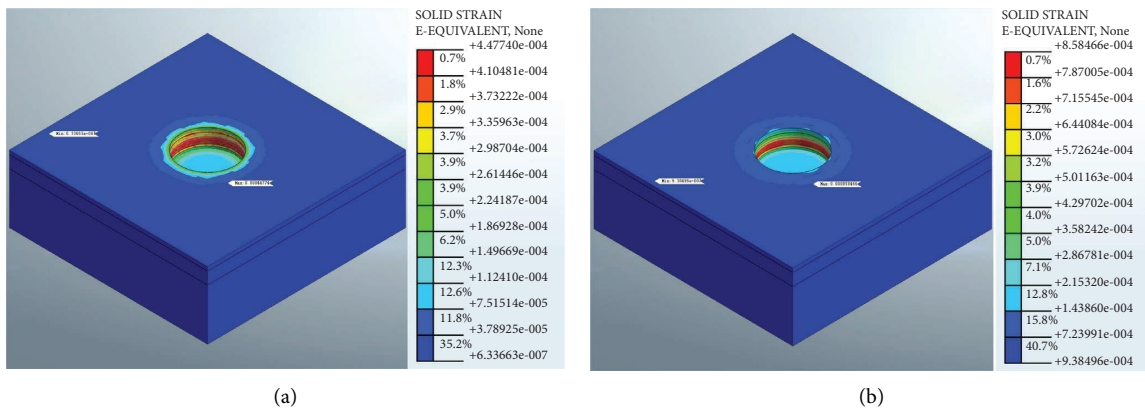 SOLID STRAIN
E-EQUIVALENT, None
+4.47740e-004
0.7%
+4.10481e-004
1.8%
+3.73222e-004
2.9%
+3.35963e-004
3.7%
+2.98704e-004
3.9%
+2.61446e-004
3.9%
+2.24187e-004
5.0%
+1.86928e-004
6.2%
+1.49669e-004
12.3%
+1.12410e-004
12.6%
+7.51514e-005
11.8%
+3.78925e-005
35.2%
+6.33663e-007
(a)
SOLID STRAIN
E-EQUIVALENT, None
+8.58466e-004
0.7%
+7.87005e-004
1.6%
+7.15545e-004
2.2%
+6.44084e-004
3.0%
+5.72624e-004
3.2%
+5.01163e-004
3.9%
+4.29702e-004
4.0%
+3.58242e-004
5.0%
+2.86781e-004
7.1%
+2.15320e-004
12.8%
+1.43860e-004
15.8%
+7.23991e-004
40.7%
+9.38496e-004
(b)